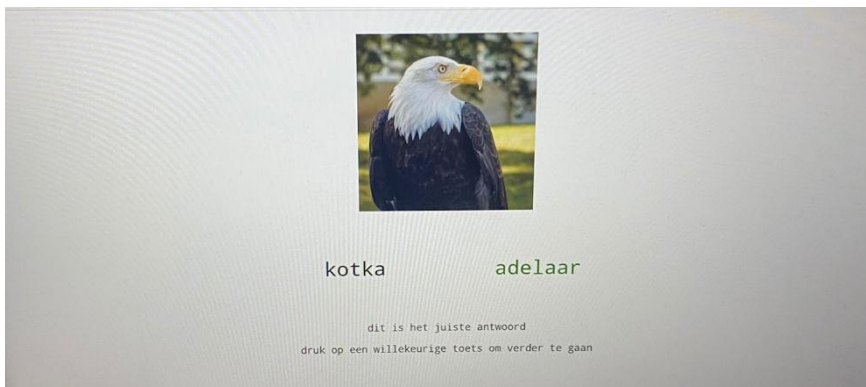 kotka adelaar
dit is het juiste antwoord
druk op een willekeurige toets om verder te gaan